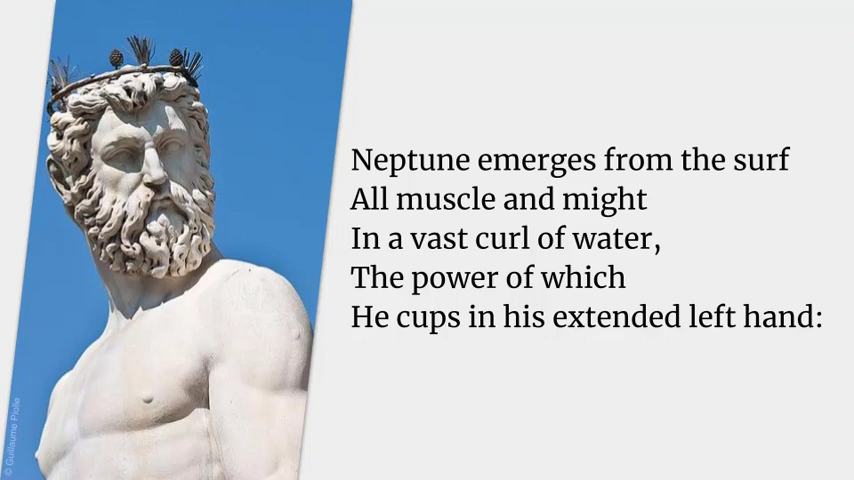 Neptune emerges from the surf
All muscle and might
In a vast curl of water,
The power of which
He cups in his extended left hand:
© Guillaume Piolle